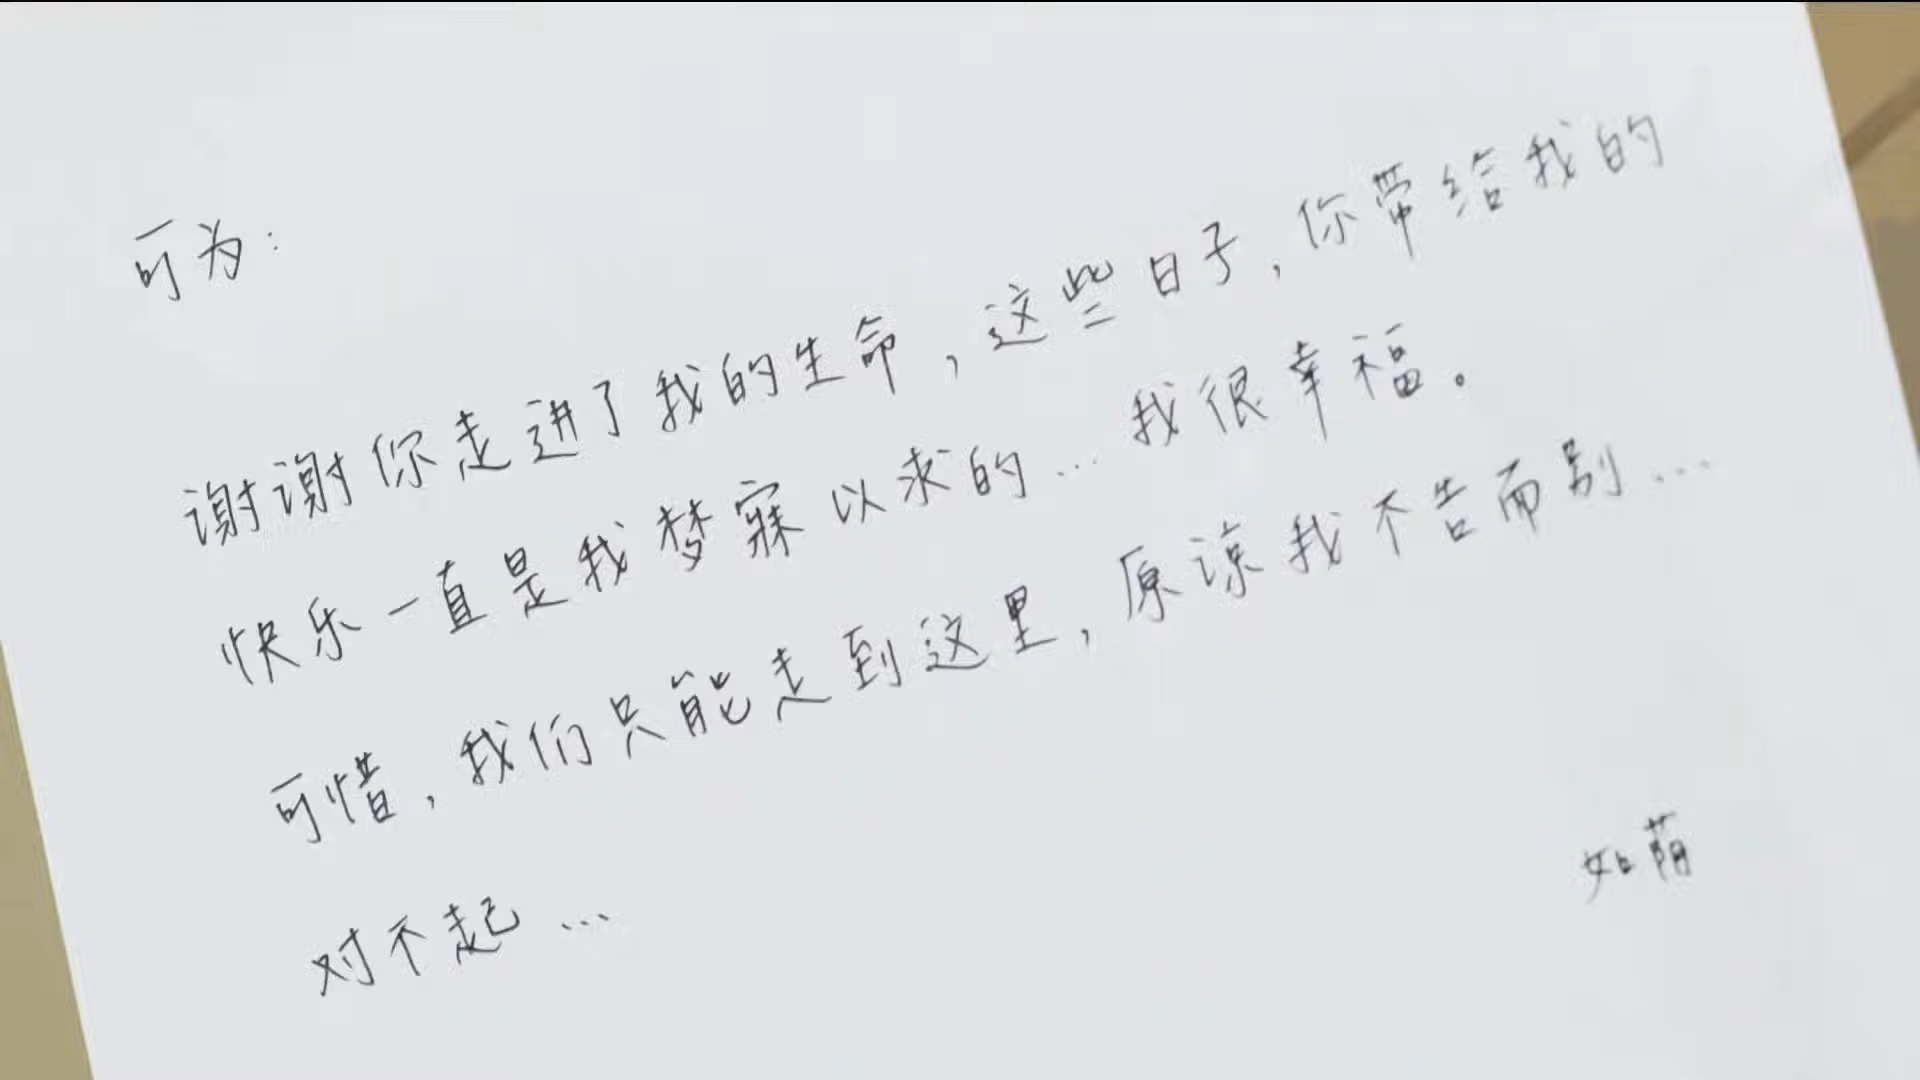 可为：
谢谢你走进了我的生命，这些日子，你带给我的
快乐一直是我梦寐以求的…我很幸福。
可惜，我们只能走到这里，原谅我不告而别…
对不起…
如荫